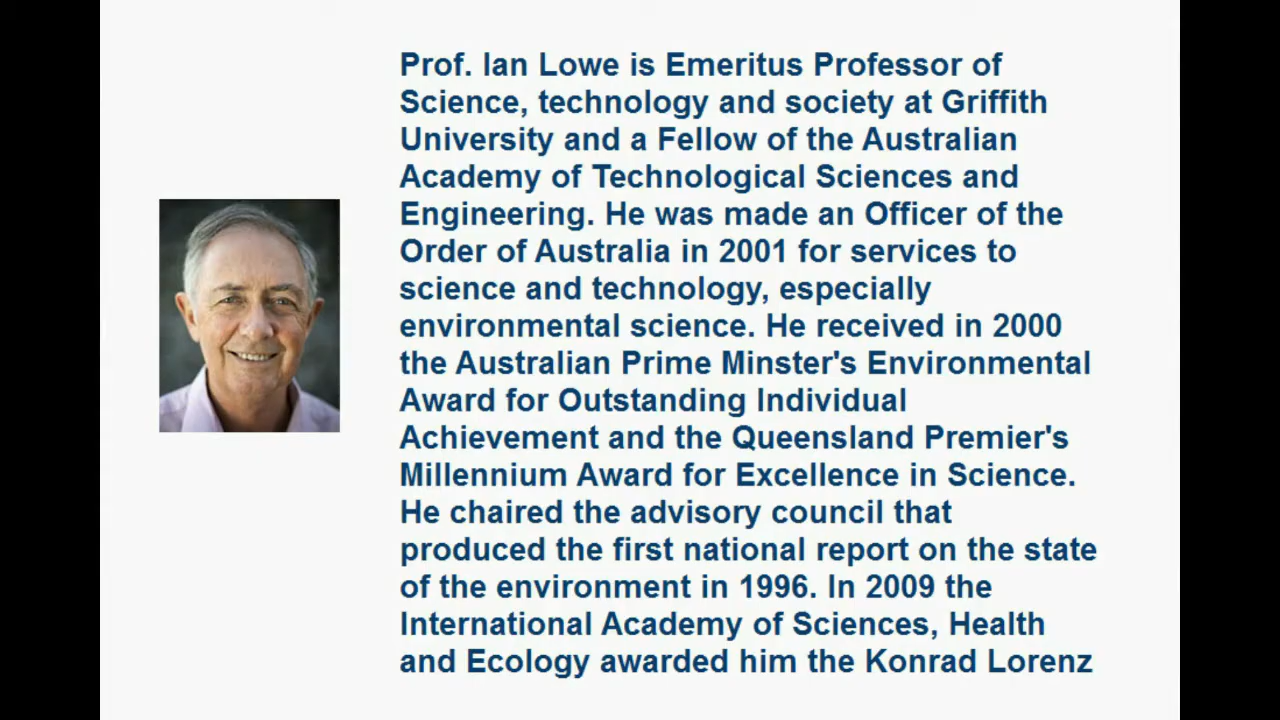 Prof. Ian Lowe is Emeritus Professor of
Science, technology and society at Griffith
University and a Fellow of the Australian
Academy of Technological Sciences and
Engineering. He was made an Officer of the
Order of Australia in 2001 for services to
science and technology, especially
environmental science. He received in 2000
the Australian Prime Minster's Environmental
Award for Outstanding Individual
Achievement and the Queensland Premier's
Millennium Award for Excellence in Science.
He chaired the advisory council that
produced the first national report on the state
of the environment in 1996. In 2009 the
International Academy of Sciences, Health
and Ecology awarded him the Konrad Lorenz